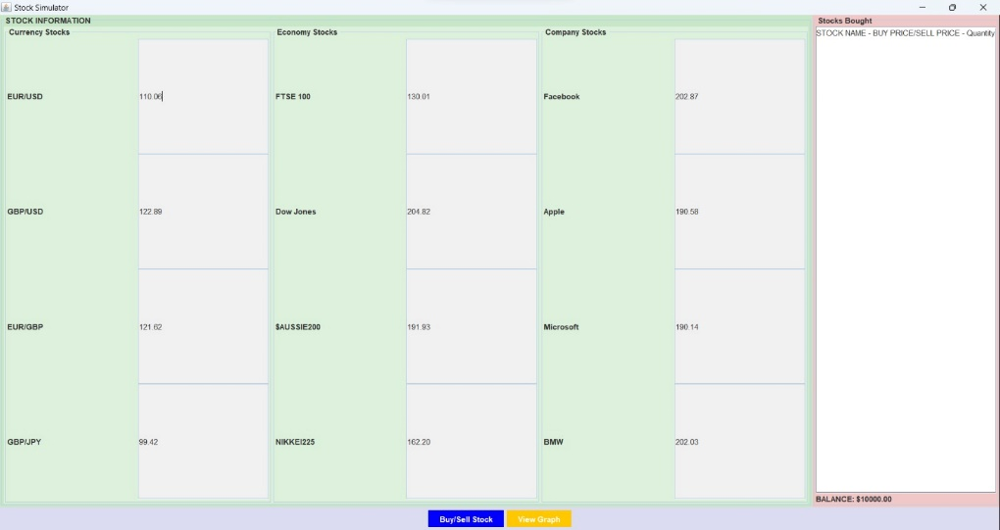 Stock Simulator
STOCK INFORMATION
Currency Stocks
EUR/USD 110.06
GBP/USD 122.89
EUR/GBP 121.62
GBP/JPY 99.42
Economy Stocks
FTSE 100 130.01
Dow Jones 204.82
$AUSSIE200 191.93
NIKKEI225 162.20
Company Stocks
Facebook 202.87
Apple 190.58
Microsoft 190.14
BMW 202.03
Stocks Bought
STOCK NAME - BUY PRICE/SELL PRICE - Quantity
BALANCE: $10000.00
Buy/Sell Stock
View Graph